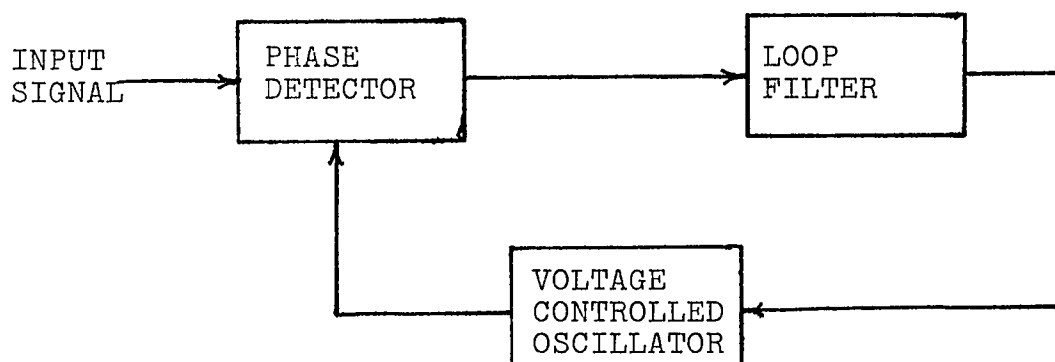 INPUT
SIGNAL
PHASE
DETECTOR
LOOP
FILTER
VOLTAGE
CONTROLLED
OSCILLATOR